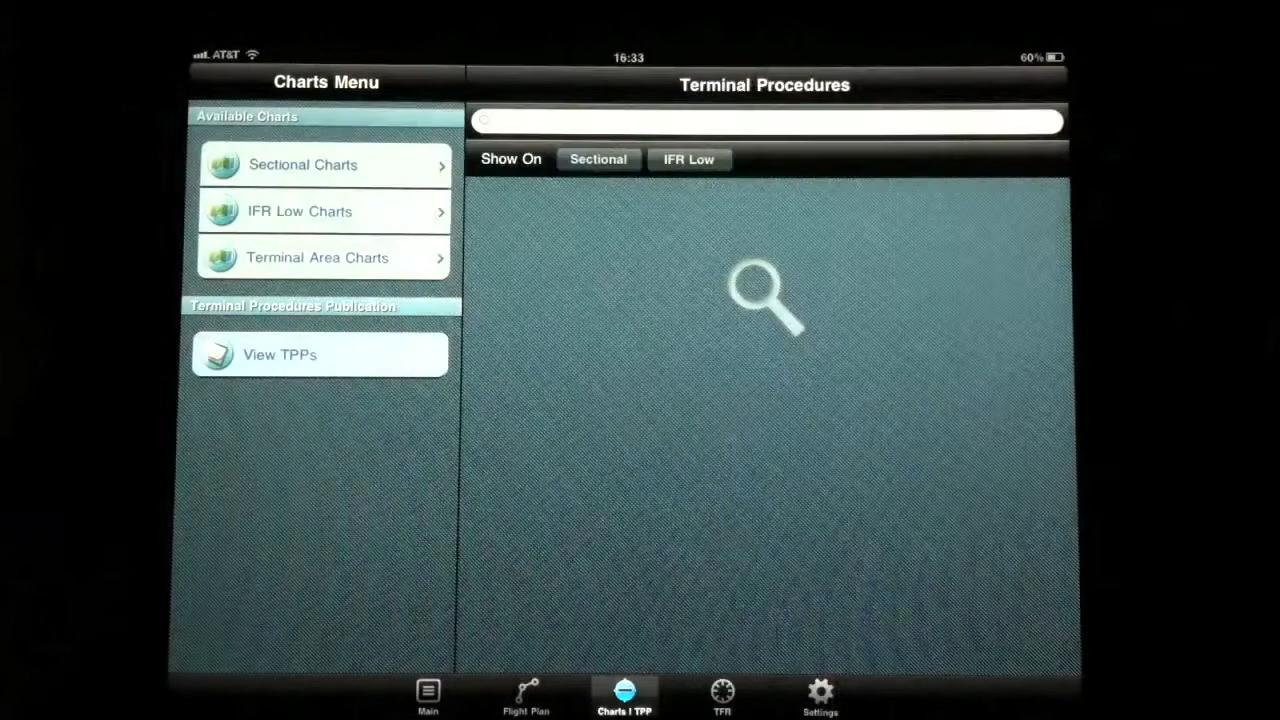 AT&T
16:33
60%
Charts Menu
Terminal Procedures
Available Charts
Show On
Sectional
IFR Low
Sectional Charts
IFR Low Charts
Terminal Area Charts
Terminal Procedures Publication
View TPPs
Main
Flight Plan
Charts | TPP
TFR
Settings